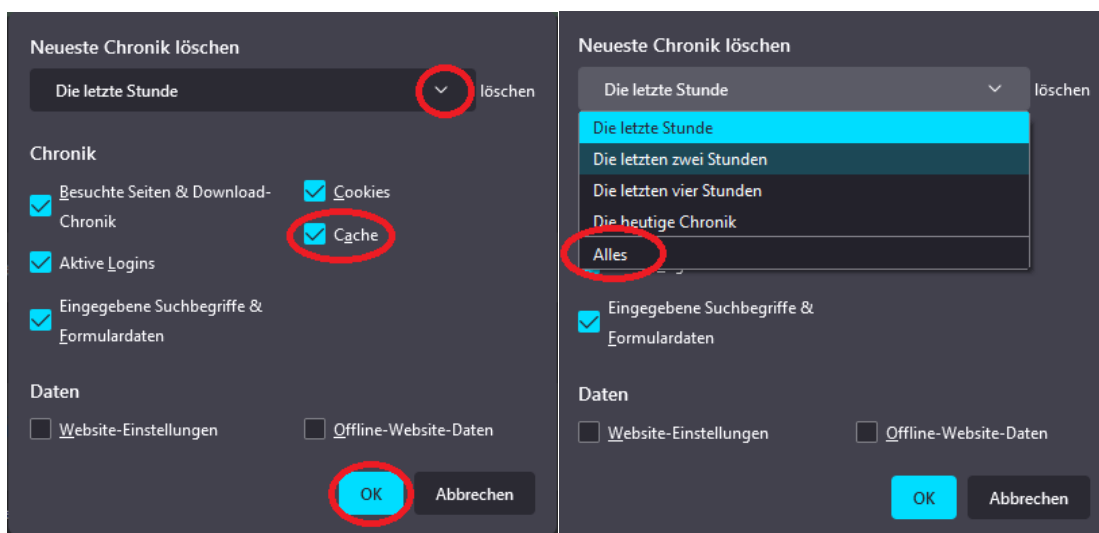 Neueste Chronik löschen
Die letzte Stunde löschen
Chronik
Besuchte Seiten & Download-
Chronik
Cookies
Cache
Aktive Logins
Eingegebene Suchbegriffe &
Formulardaten
Daten
Website-Einstellungen Offline-Website-Daten
OK Abbrechen
Neueste Chronik löschen
Die letzte Stunde löschen
Die letzte Stunde
Die letzten zwei Stunden
Die letzten vier Stunden
Die heutige Chronik
Alles
Eingegebene Suchbegriffe &
Formulardaten
Daten
Website-Einstellungen Offline-Website-Daten
OK Abbrechen